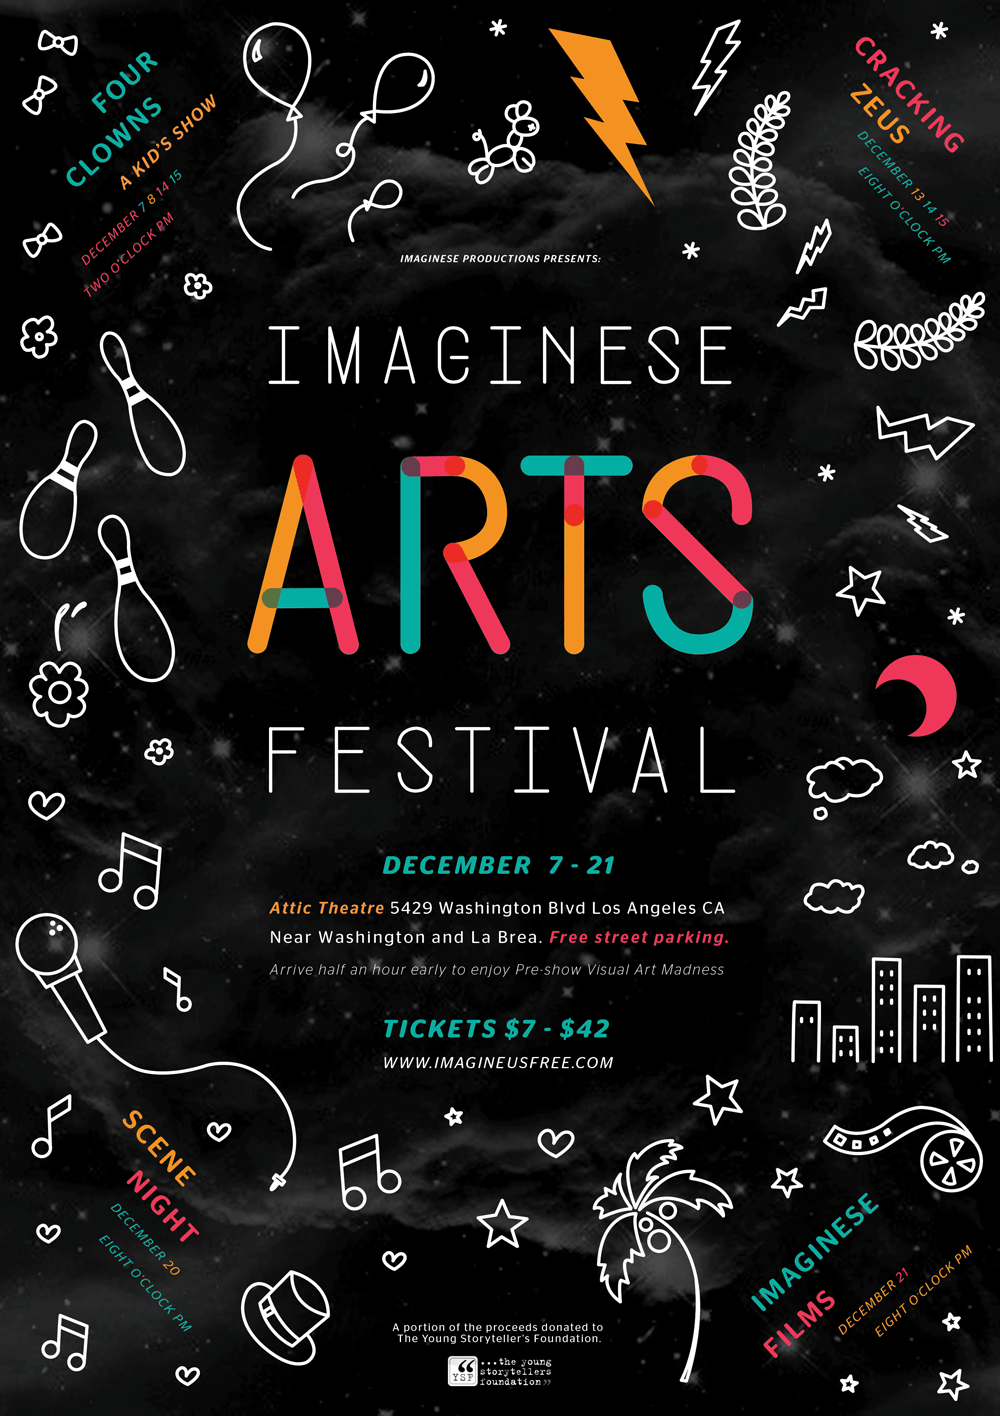 FOUR
CLOWNS
A KID'S SHOW
DECEMBER 7 8 14 15
TWO O'CLOCK PM
CRACKING
ZEUS
DECEMBER 13 14 15
EIGHT O'CLOCK PM
IMAGINESE PRODUCTIONS PRESENTS:
IMAGINESE
ARTS
FESTIVAL
DECEMBER 7 - 21
Attic Theatre 5429 Washington Blvd Los Angeles CA
Near Washington and La Brea. Free street parking.
Arrive half an hour early to enjoy Pre-show Visual Art Madness
TICKETS $7 - $42
WWW.IMAGINEUSFREE.COM
SCENE
NIGHT
DECEMBER 20
EIGHT O'CLOCK PM
IMAGINESE
FILMS
DECEMBER 21
EIGHT O'CLOCK PM
A portion of the proceeds donated to
The Young Storyteller's Foundation.
“ YSF
...the young
storytellers
foundation”